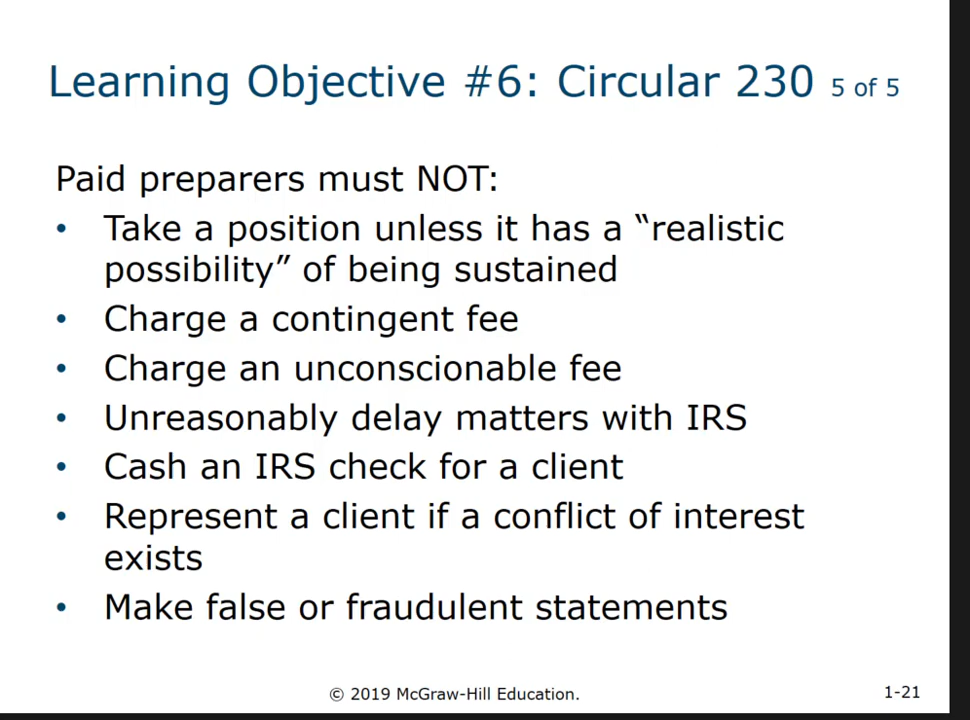 Learning Objective #6: Circular 230 5 of 5
Paid preparers must NOT:
• Take a position unless it has a “realistic
possibility” of being sustained
• Charge a contingent fee
• Charge an unconscionable fee
• Unreasonably delay matters with IRS
• Cash an IRS check for a client
• Represent a client if a conflict of interest
exists
• Make false or fraudulent statements
© 2019 McGraw-Hill Education.
1-21